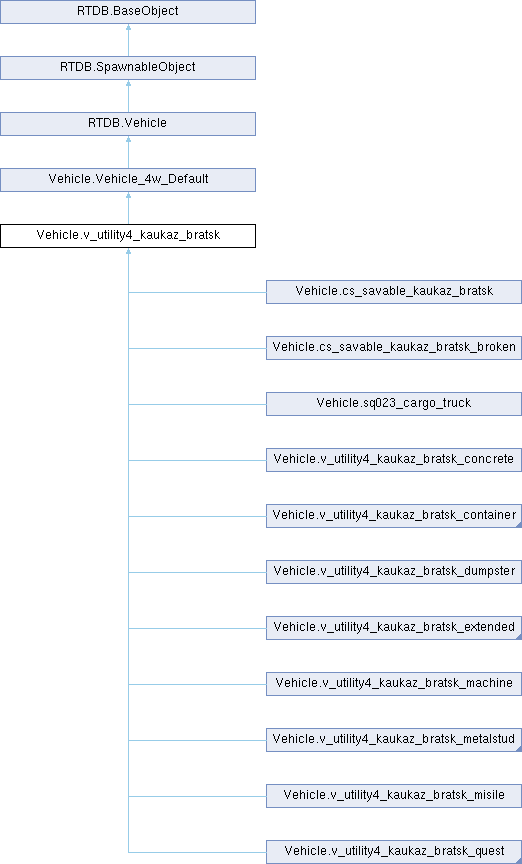 RTDB.BaseObject
RTDB.SpawnableObject
RTDB.Vehicle
Vehicle.Vehicle_4w_Default
Vehicle.v_utility4_kaukaz_bratsk
Vehicle.cs_savable_kaukaz_bratsk
Vehicle.cs_savable_kaukaz_bratsk_broken
Vehicle.sq023_cargo_truck
Vehicle.v_utility4_kaukaz_bratsk_concrete
Vehicle.v_utility4_kaukaz_bratsk_container
Vehicle.v_utility4_kaukaz_bratsk_dumpster
Vehicle.v_utility4_kaukaz_bratsk_extended
Vehicle.v_utility4_kaukaz_bratsk_machine
Vehicle.v_utility4_kaukaz_bratsk_metalstud
Vehicle.v_utility4_kaukaz_bratsk_misile
Vehicle.v_utility4_kaukaz_bratsk_quest